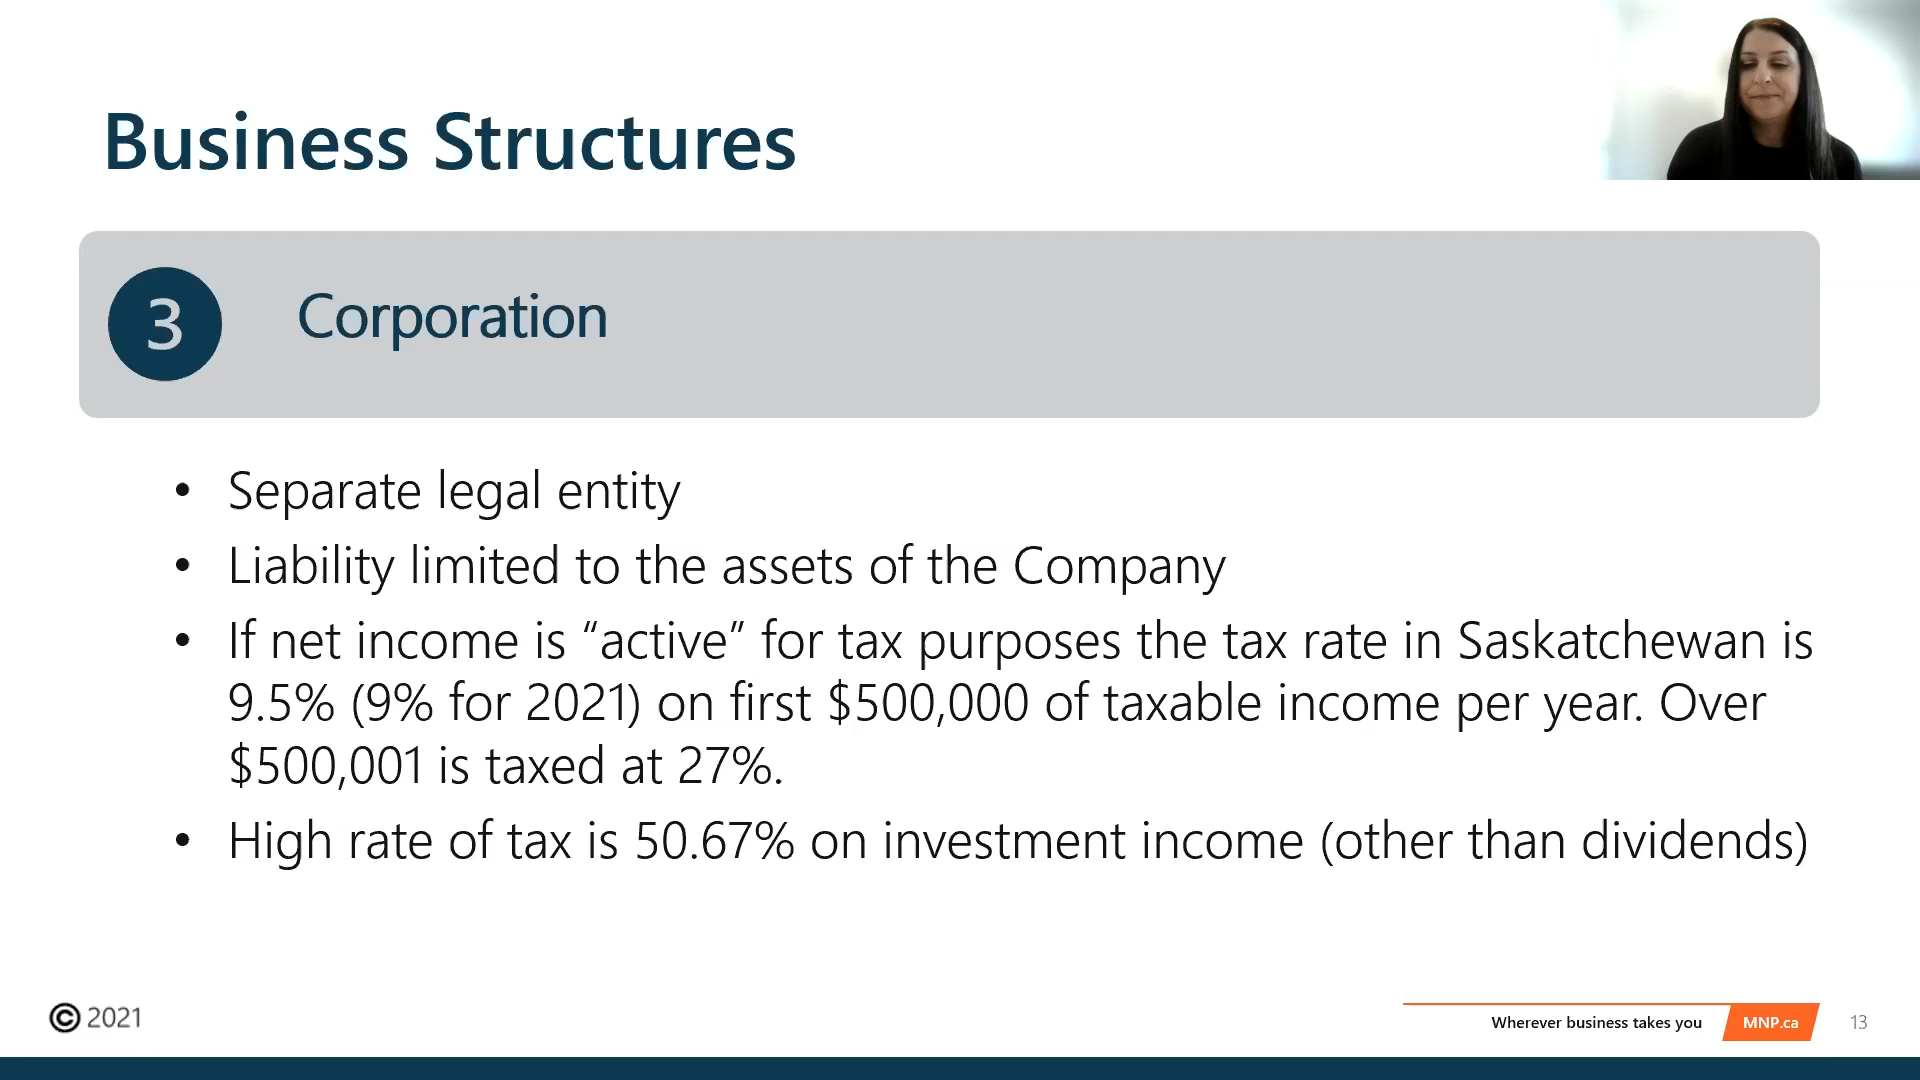 Business Structures
3
Corporation
• Separate legal entity
• Liability limited to the assets of the Company
• If net income is “active” for tax purposes the tax rate in Saskatchewan is
9.5% (9% for 2021) on first $500,000 of taxable income per year. Over
$500,001 is taxed at 27%.
• High rate of tax is 50.67% on investment income (other than dividends)
© 2021
Wherever business takes you
MNP.ca
13